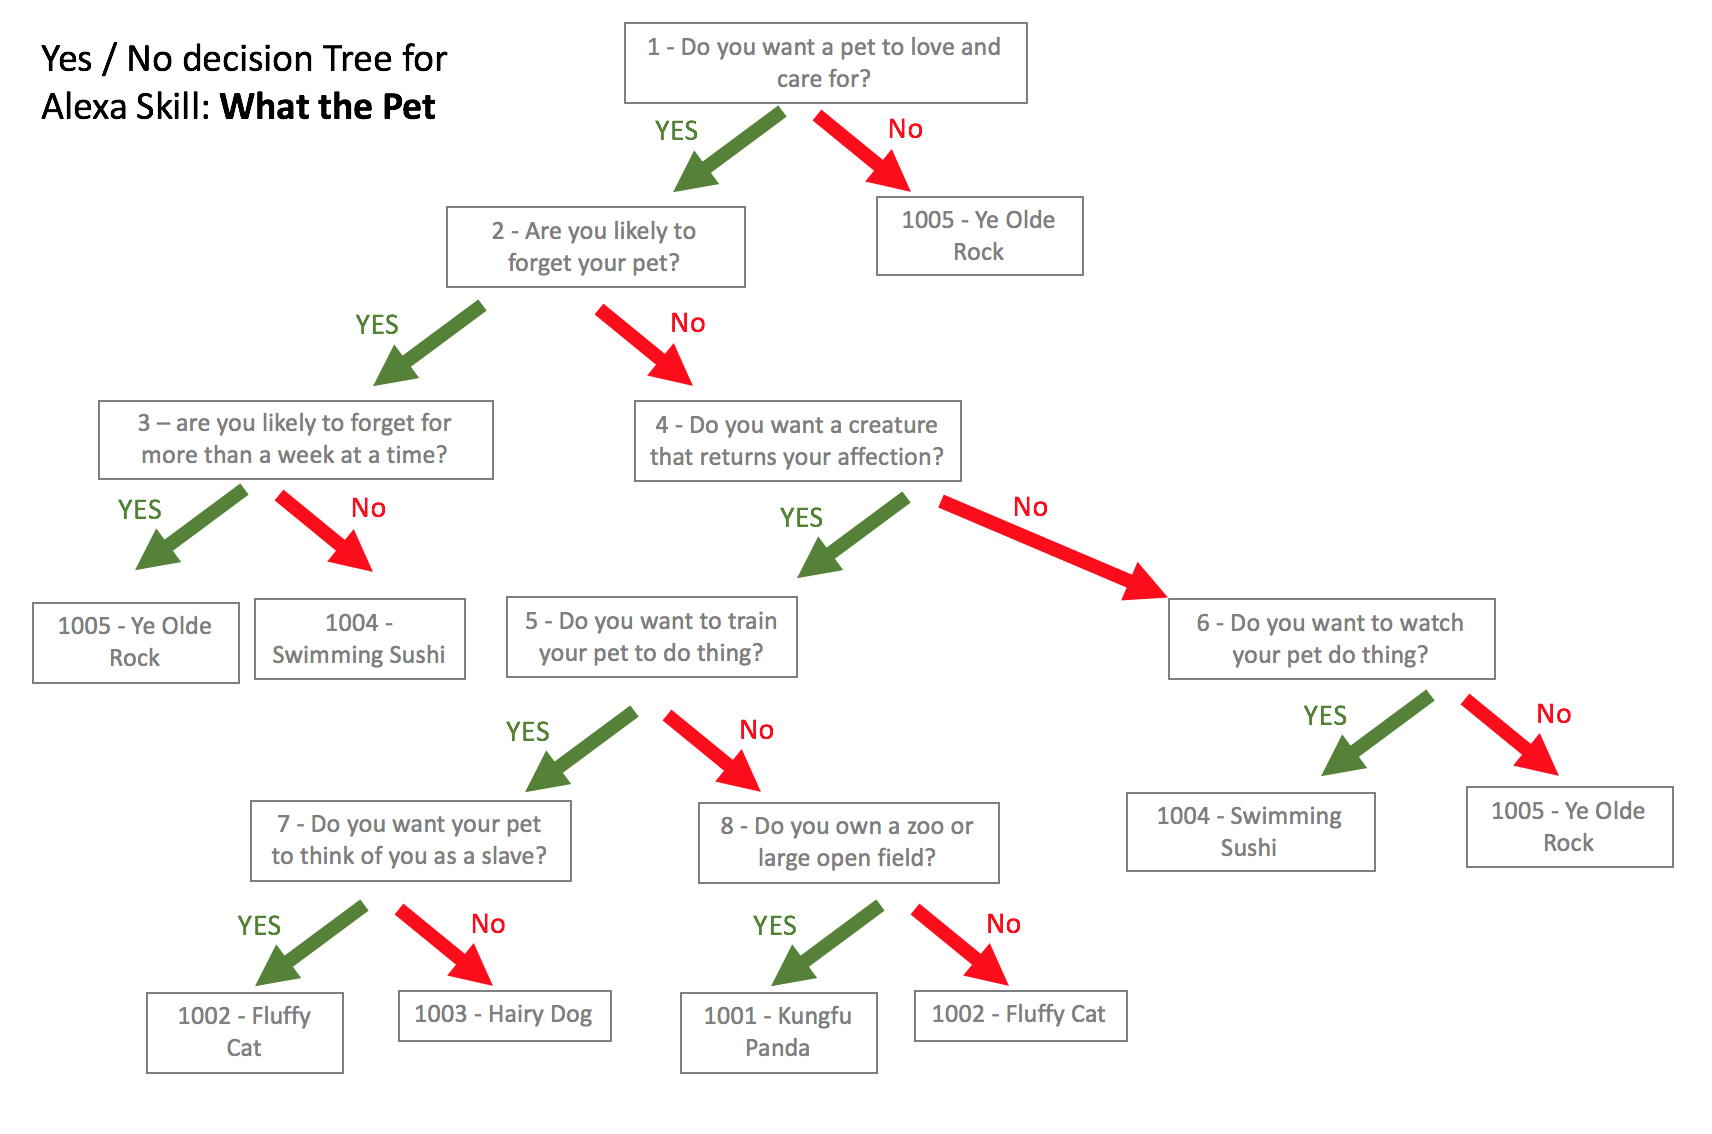 Yes / No decision Tree for
Alexa Skill: What the Pet
1 - Do you want a pet to love and
care for?
YES
No
2 - Are you likely to
forget your pet?
1005 - Ye Olde
Rock
YES
No
3 – are you likely to forget for
more than a week at a time?
4 - Do you want a creature
that returns your affection?
YES
No
YES
No
1005 - Ye Olde
Rock
1004 -
Swimming Sushi
5 - Do you want to train
your pet to do thing?
6 - Do you want to watch
your pet do thing?
YES
No
YES
No
7 - Do you want your pet
to think of you as a slave?
8 - Do you own a zoo or
large open field?
1004 - Swimming
Sushi
1005 - Ye Olde
Rock
YES
No
YES
No
1002 - Fluffy
Cat
1003 - Hairy Dog
1001 - Kungfu
Panda
1002 - Fluffy Cat